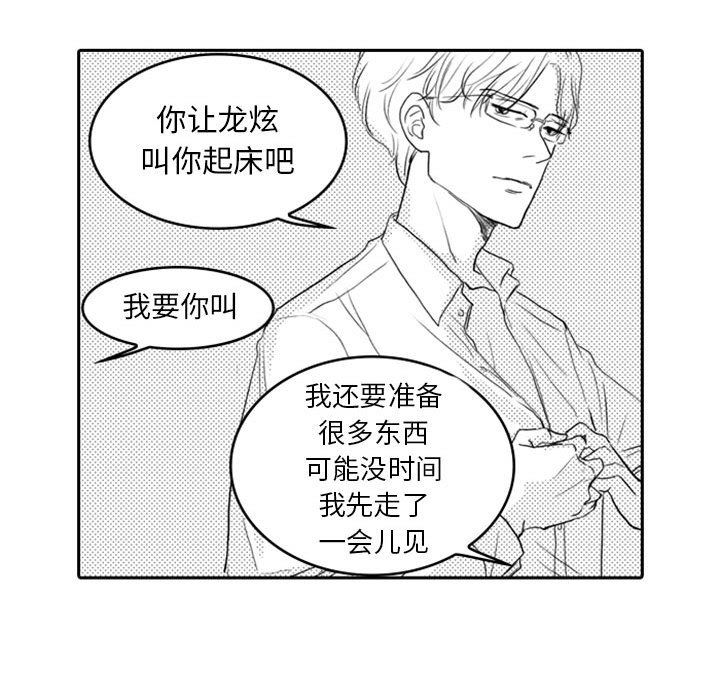 你让龙炫
叫你起床吧
我要你叫
我还要准备
很多东西
可能没时间
我先走了
一会儿见